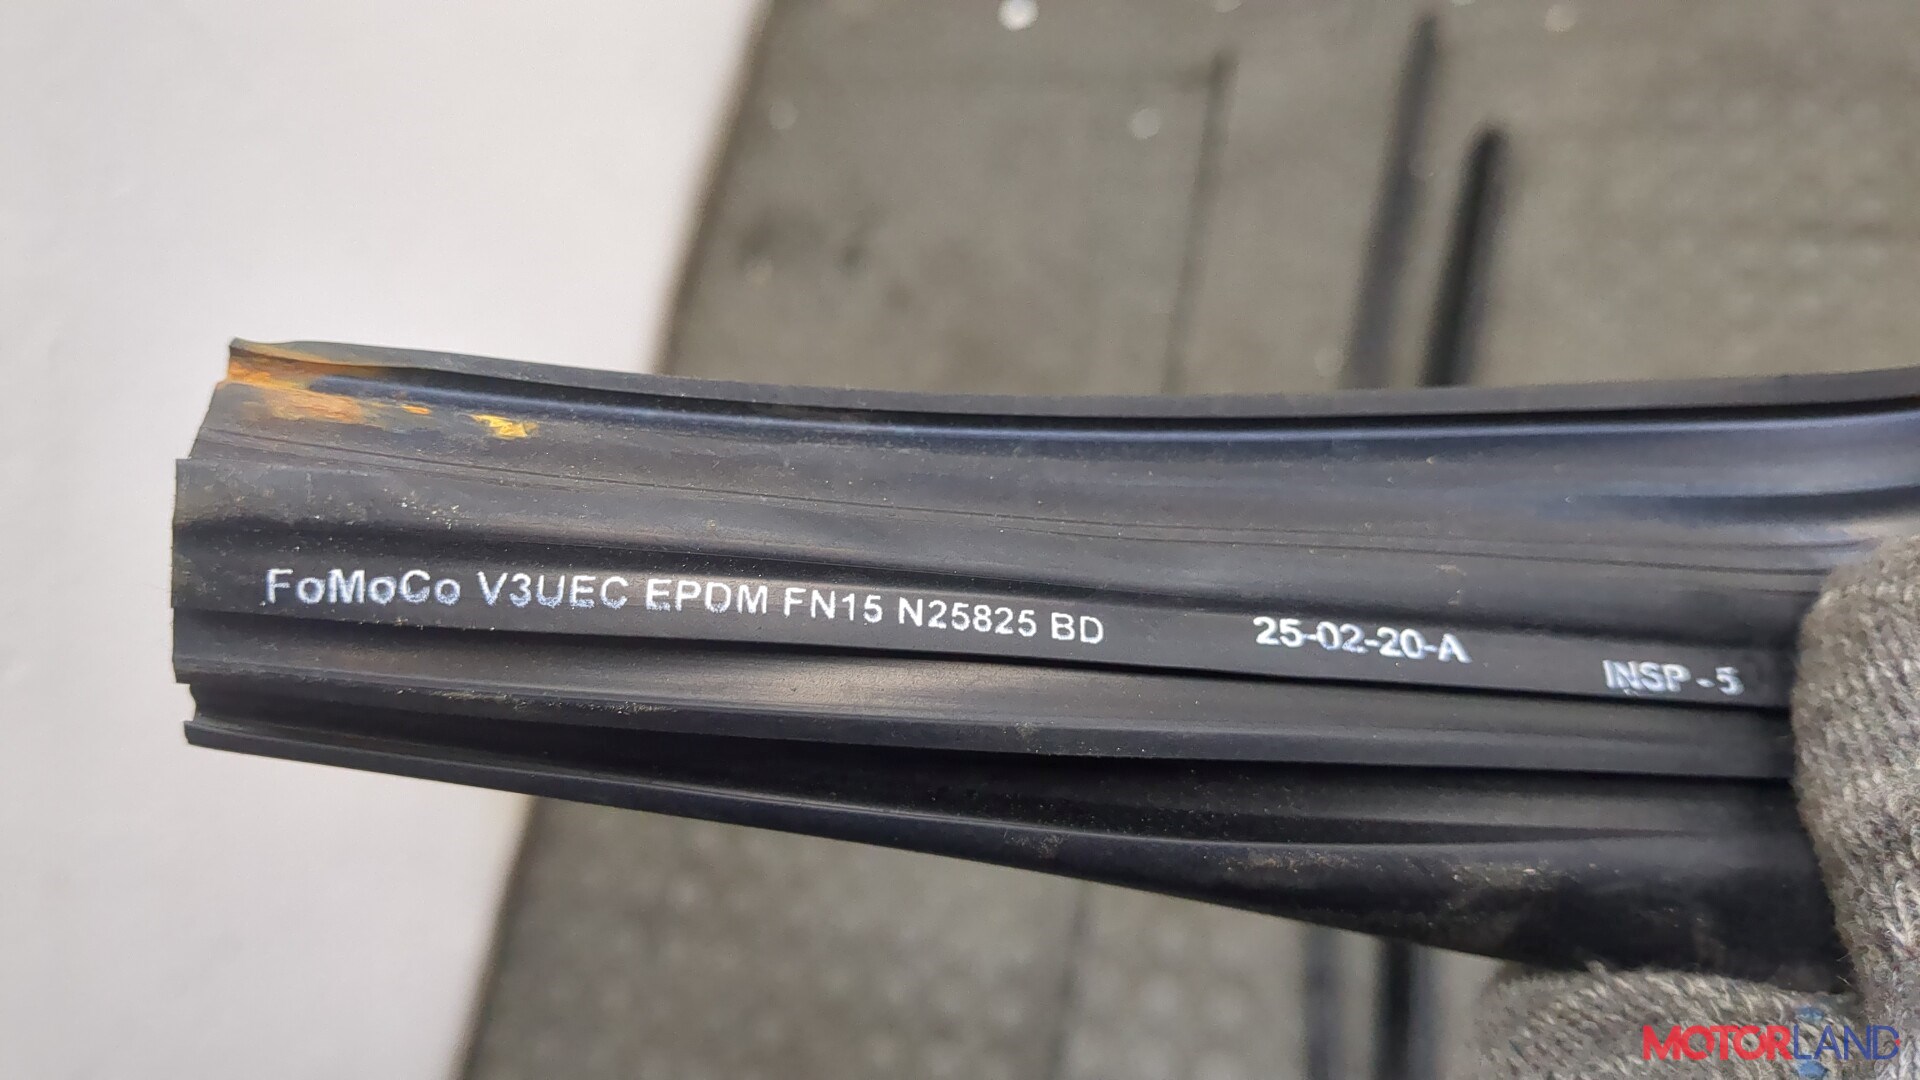 FoMoCo V3UEC EPDM FN15 N25825 BD 25-02-20-A INSP-5
MOTORLAND